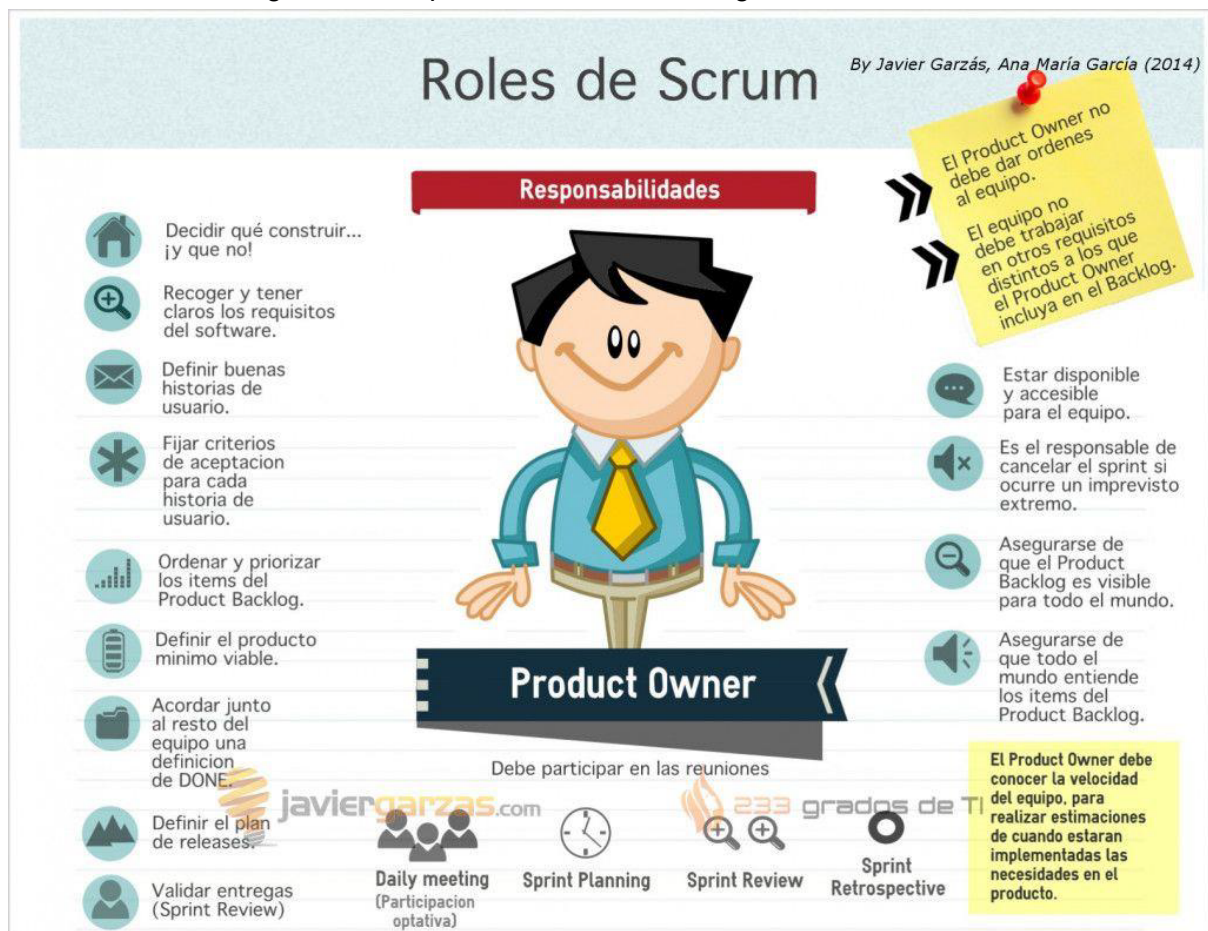 Roles de Scrum
By Javier Garzás, Ana María García (2014)
El Product Owner no
debe dar ordenes
al equipo.
El equipo no
debe trabajar
en otros requisitos
distintos a los que
el Product Owner
incluya en el Backlog.
Responsabilidades
Decidir qué construir...
¡y que no!
Recoger y tener
claros los requisitos
del software.
Definir buenas
historias de
usuario.
Fijar criterios
de aceptacion
para cada
historia de
usuario.
Ordenar y priorizar
los items del
Product Backlog.
Definir el producto
minimo viable.
Acordar junto
al resto del
equipo una
definicion
de DONE.
Definir el plan
de releases.
Validar entregas
(Sprint Review)
Estar disponible
y accesible
para el equipo.
Es el responsable de
cancelar el sprint si
ocurre un imprevisto
extremo.
Asegurarse de
que el Product
Backlog es visible
para todo el mundo.
Asegurarse de
que todo el
mundo entiende
los items del
Product Backlog.
Product Owner
Debe participar en las reuniones
javiergarzas.com
233 grados de TI
Daily meeting
(Participacion
optativa)
Sprint Planning
Sprint Review
Sprint
Retrospective
El Product Owner debe
conocer la velocidad
del equipo, para
realizar estimaciones
de cuando estaran
implementadas las
necesidades en el
producto.